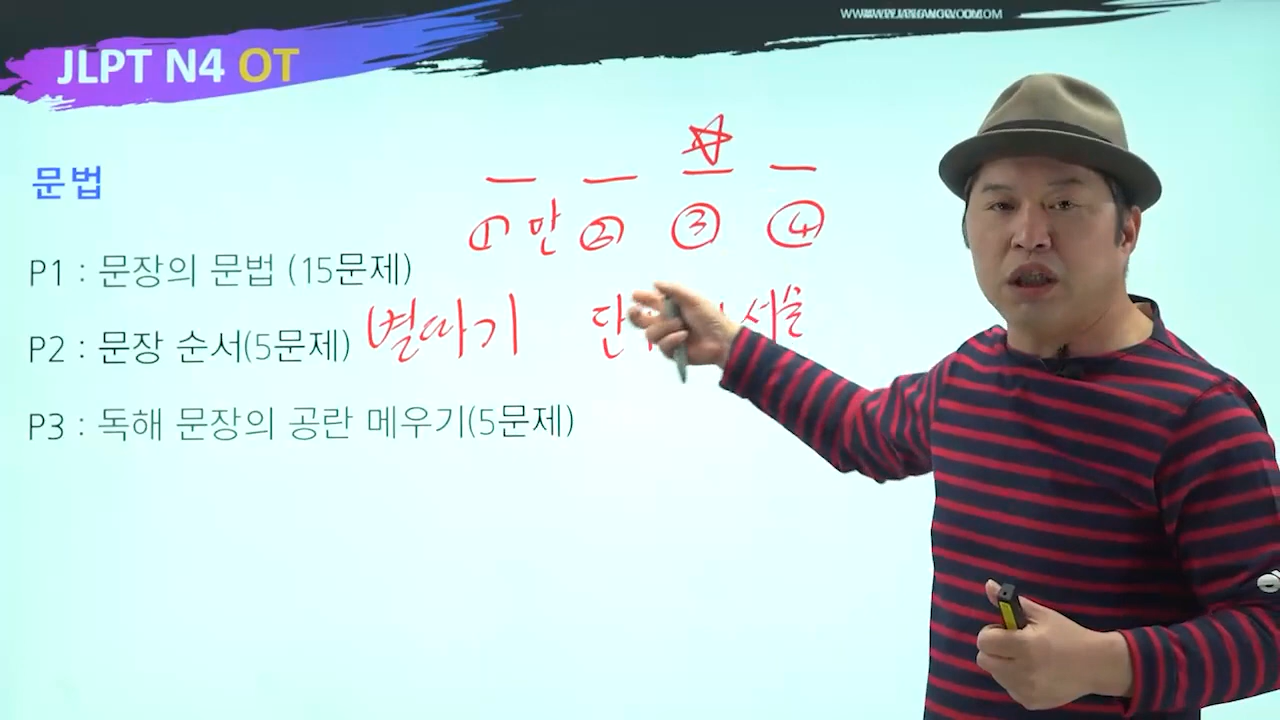 JLPT N4 OT
문법
① 만 ② ③ ④
P1 : 문장의 문법 (15문제)
P2 : 문장 순서(5문제) 별따기
P3 : 독해 문장의 공란 메우기(5문제)